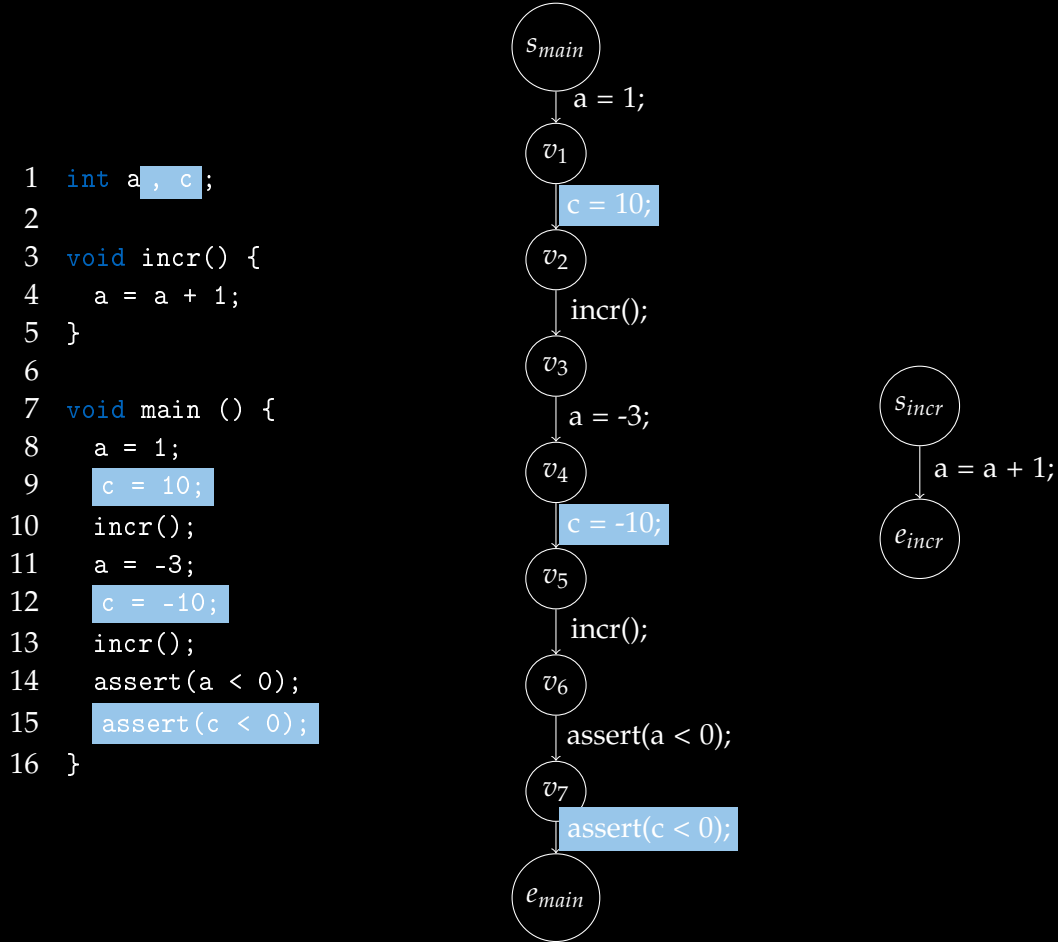 1 int a , c ;
2
3 void incr() {
4 a = a + 1;
5 }
6
7 void main () {
8 a = 1;
9 c = 10;
10 incr();
11 a = -3;
12 c = -10;
13 incr();
14 assert(a < 0);
15 assert(c < 0);
16 }
s_main
a = 1;
v_1
c = 10;
v_2
incr();
v_3
a = -3;
v_4
c = -10;
v_5
incr();
v_6
assert(a < 0);
v_7
assert(c < 0);
e_main
s_incr
a = a + 1;
e_incr